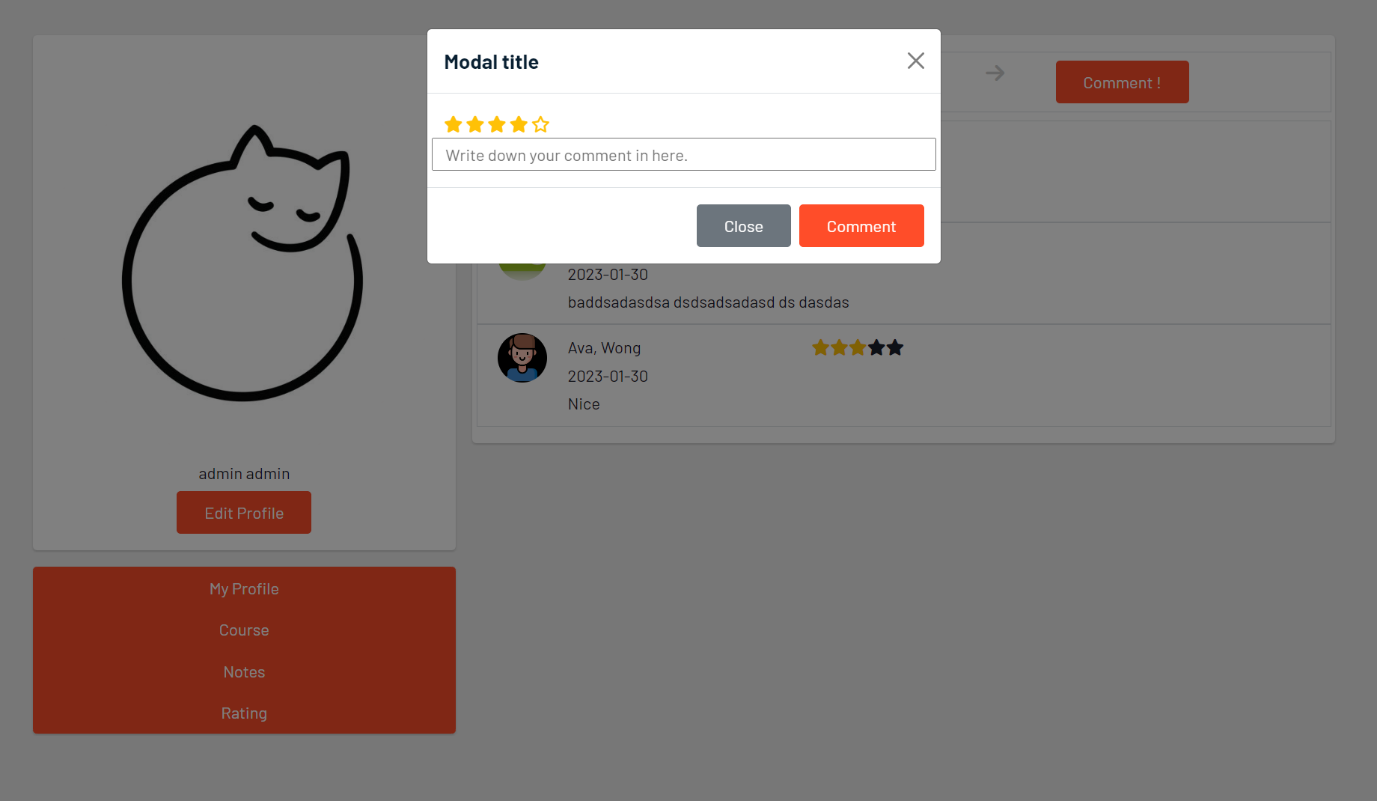 Modal title
Write down your comment in here.
Close
Comment
Comment !
2023-01-30
baddsadasdsa dsdsadsadasd ds dasdas
Ava, Wong
2023-01-30
Nice
admin admin
Edit Profile
My Profile
Course
Notes
Rating